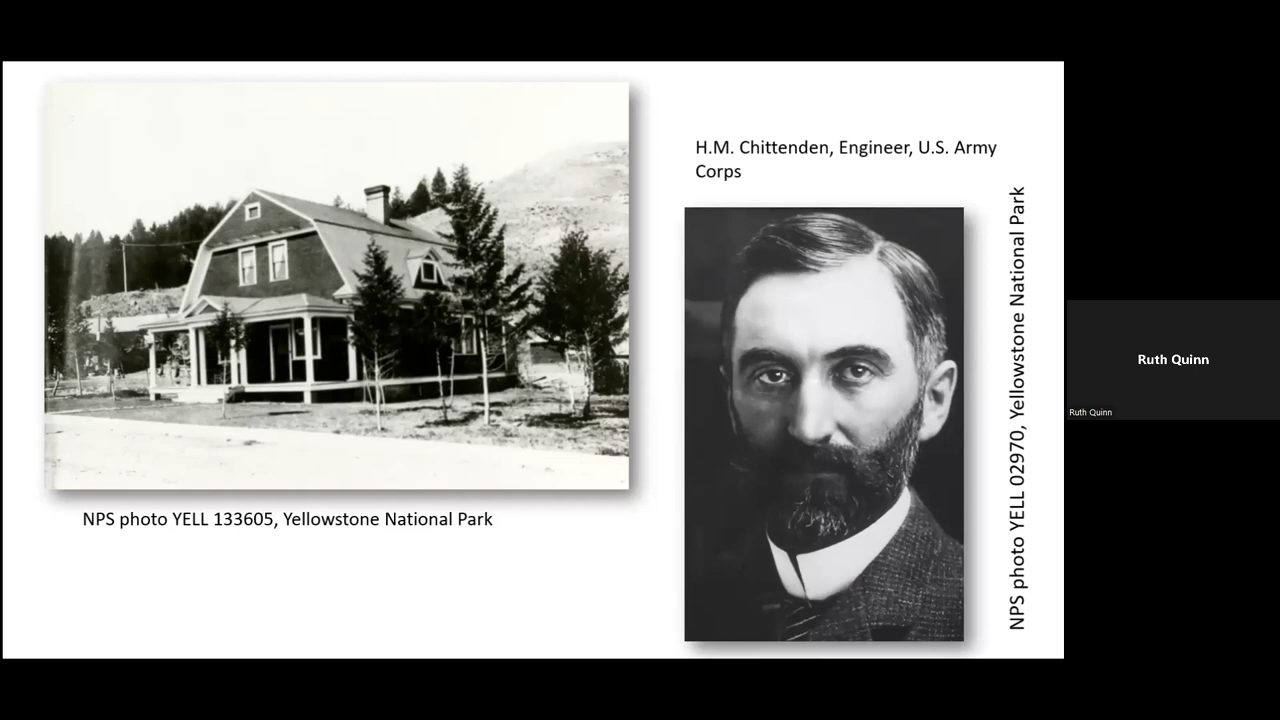 H.M. Chittenden, Engineer, U.S. Army
Corps
NPS photo YELL 02970, Yellowstone National Park
NPS photo YELL 133605, Yellowstone National Park
Ruth Quinn
Ruth Quinn